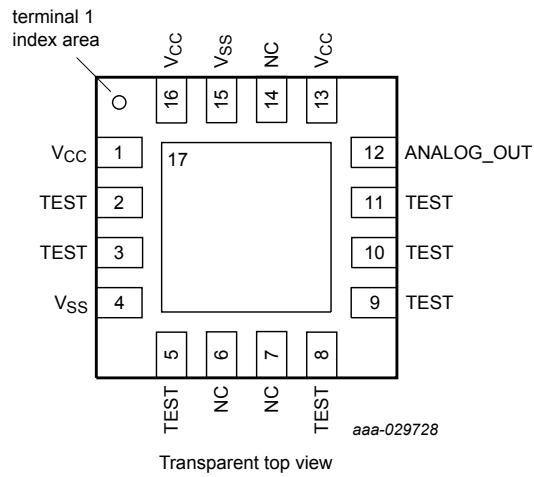 terminal 1
index area
VCC
VSS
NC
VCC
16
15
14
13
VCC 1
17
12 ANALOG_OUT
TEST 2
11 TEST
TEST 3
10 TEST
VSS 4
9 TEST
5
6
7
8
TEST
NC
NC
TEST
aaa-029728
Transparent top view